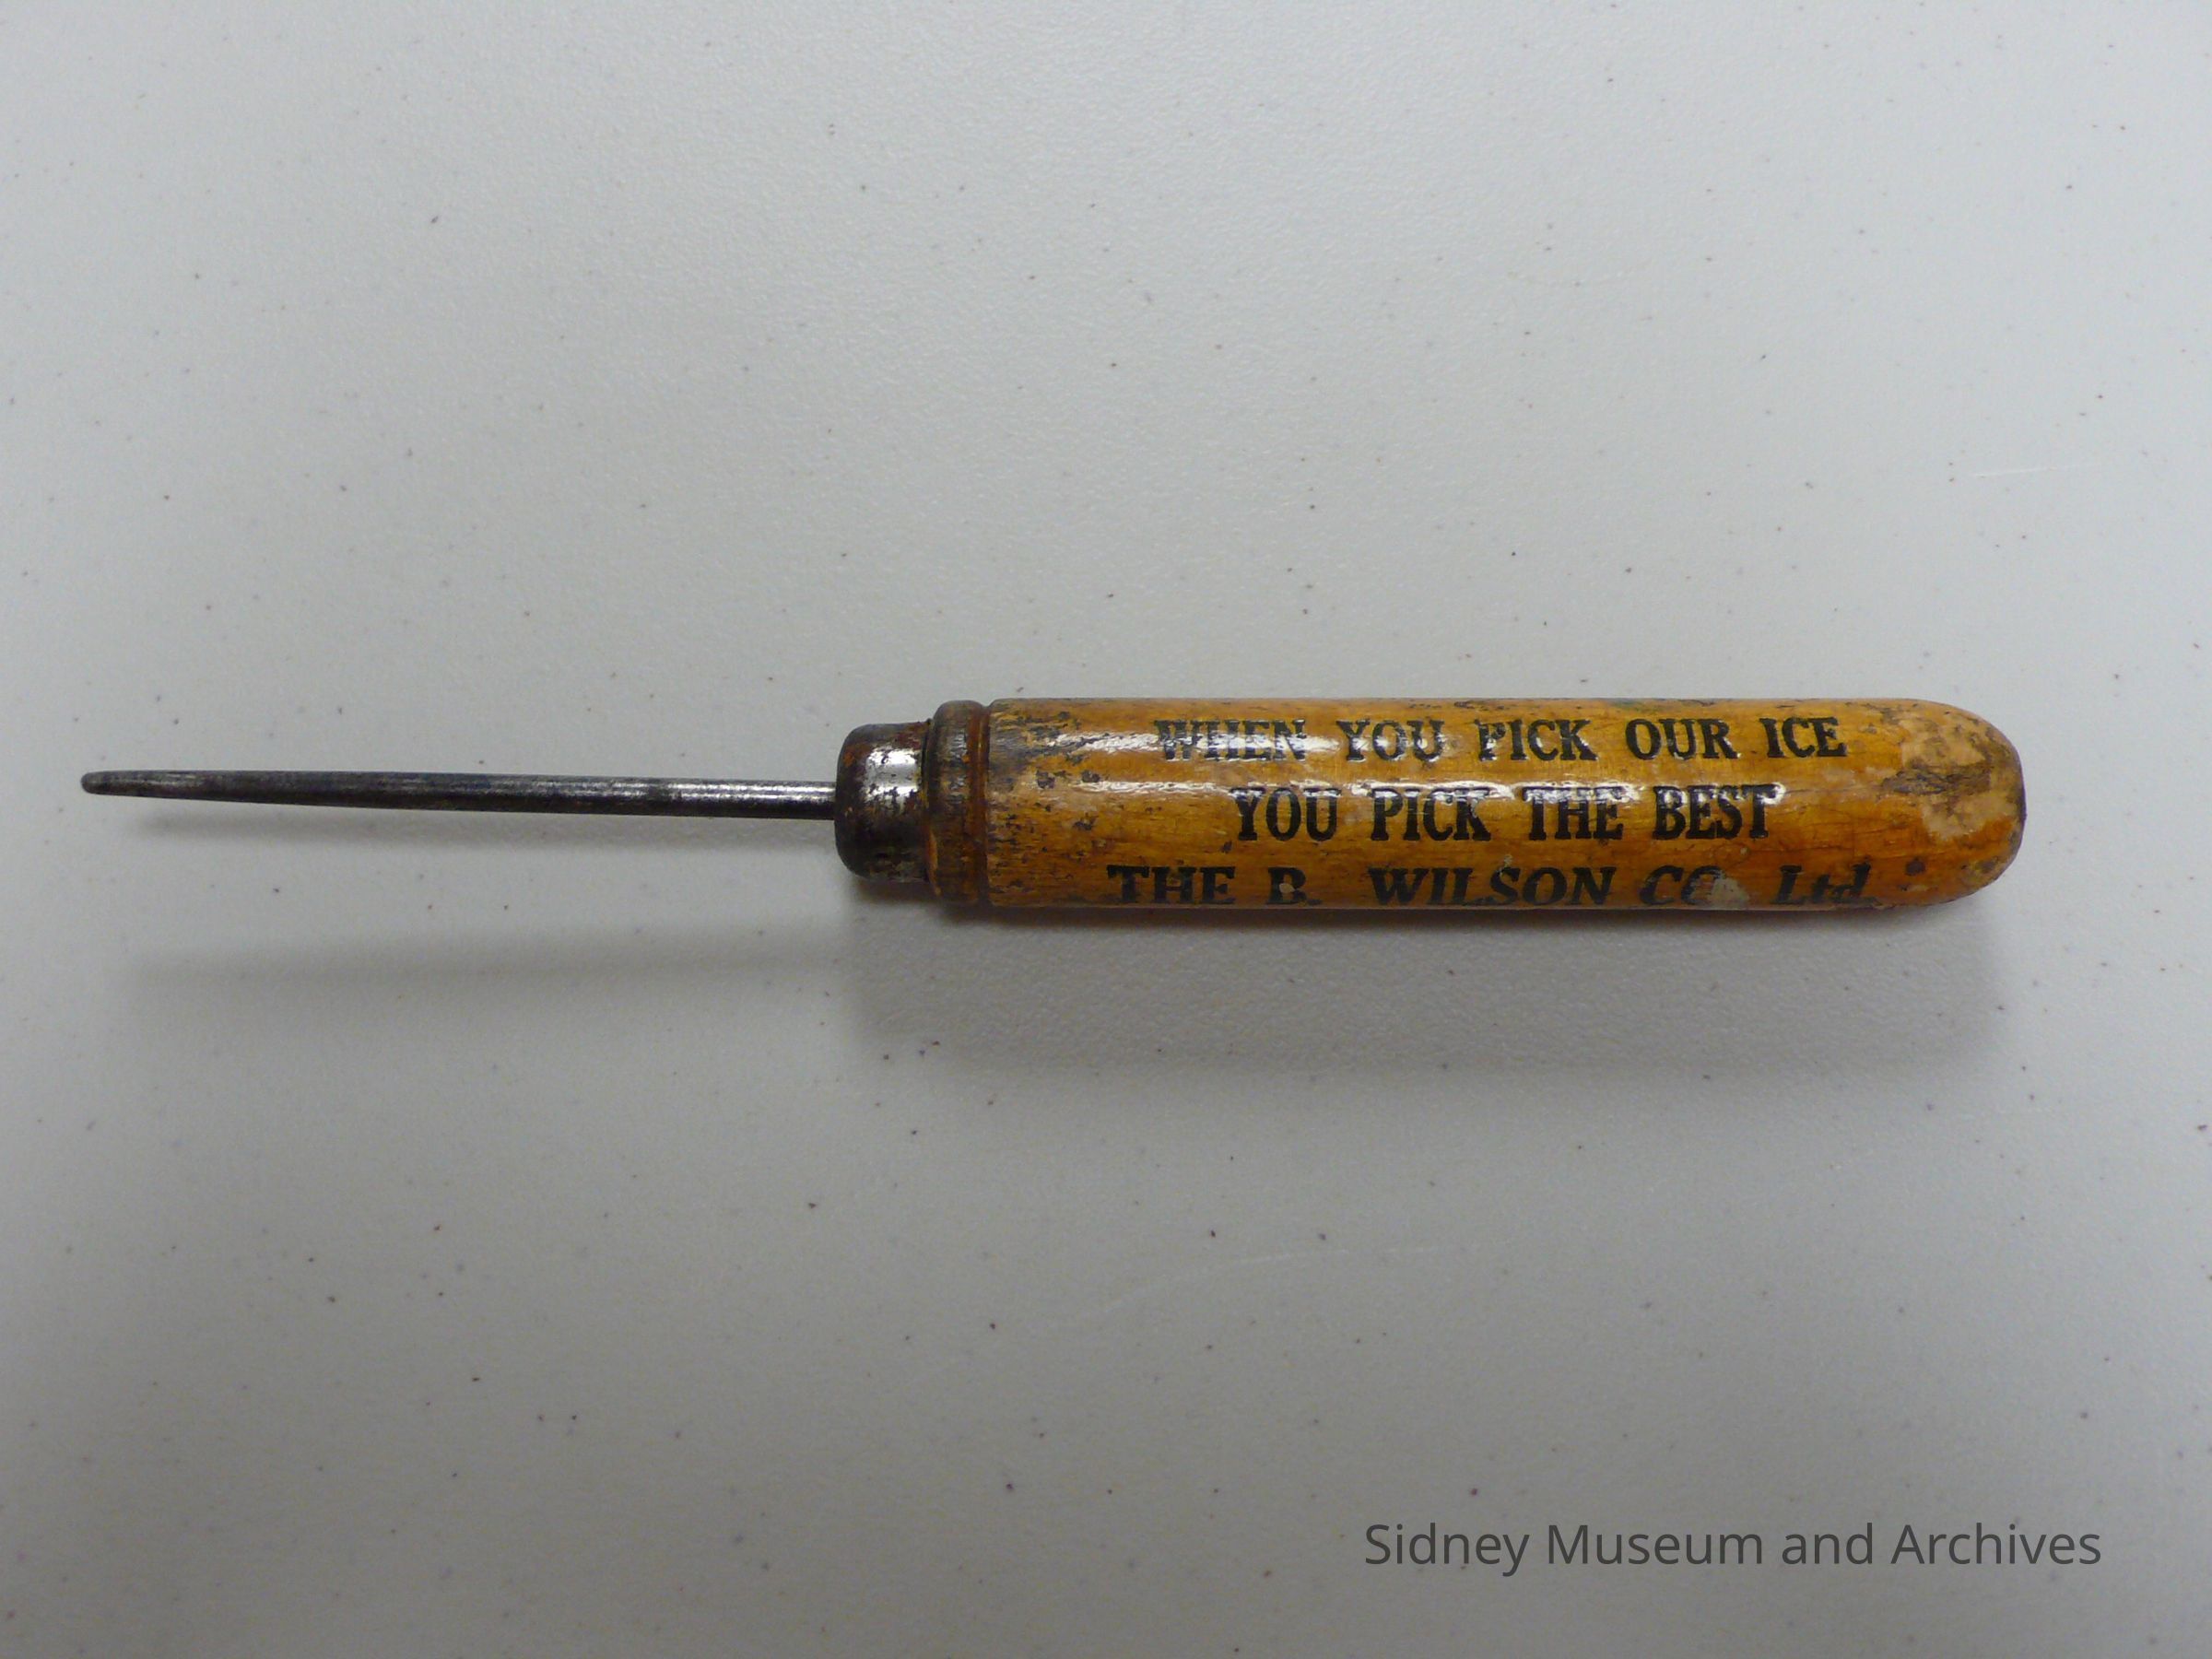 WHEN YOU PICK OUR ICE
YOU PICK THE BEST
THE B. WILSON CO Ltd.
Sidney Museum and Archives